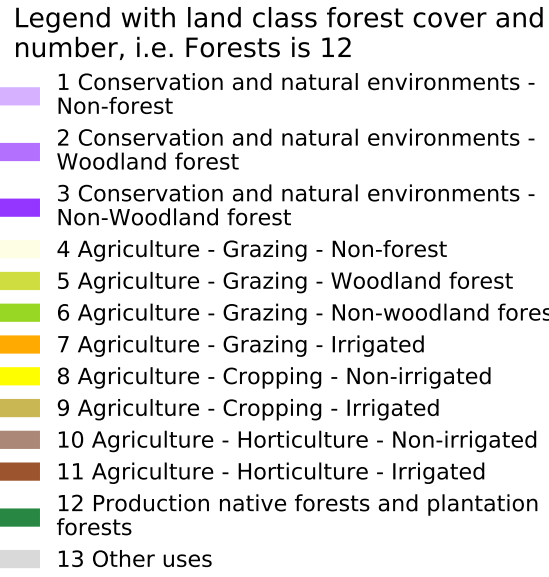 Legend with land class forest cover and
number, i.e. Forests is 12
1 Conservation and natural environments -
Non-forest
2 Conservation and natural environments -
Woodland forest
3 Conservation and natural environments -
Non-Woodland forest
4 Agriculture - Grazing - Non-forest
5 Agriculture - Grazing - Woodland forest
6 Agriculture - Grazing - Non-woodland fores
7 Agriculture - Grazing - Irrigated
8 Agriculture - Cropping - Non-irrigated
9 Agriculture - Cropping - Irrigated
10 Agriculture - Horticulture - Non-irrigated
11 Agriculture - Horticulture - Irrigated
12 Production native forests and plantation
forests
13 Other uses